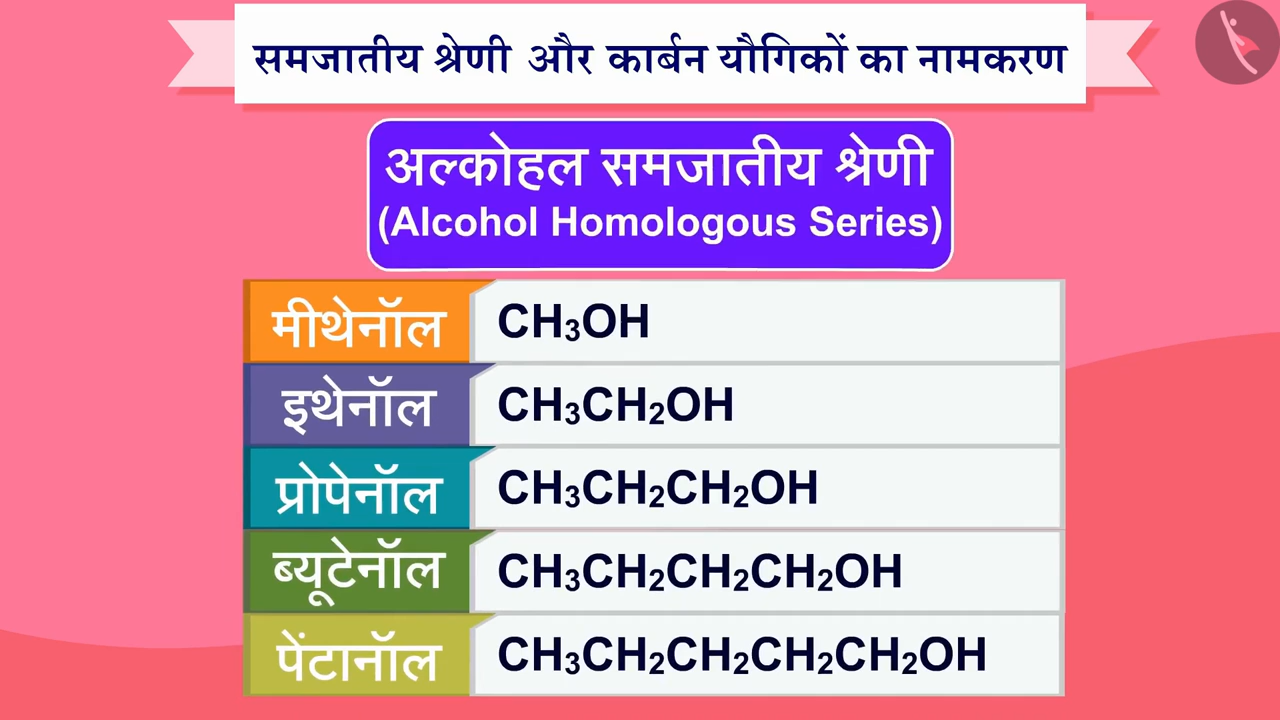 समजातीय श्रेणी और कार्बन यौगिकों का नामकरण
अल्कोहल समजातीय श्रेणी
(Alcohol Homologous Series)
मीथेनॉल CH₃OH
इथेनॉल CH₃CH₂OH
प्रोपेनॉल CH₃CH₂CH₂OH
ब्यूटेनॉल CH₃CH₂CH₂CH₂OH
पेंटानॉल CH₃CH₂CH₂CH₂CH₂OH